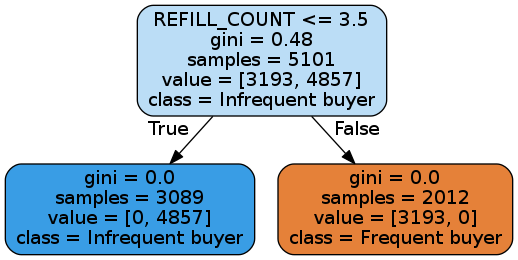 REFILL_COUNT <= 3.5
gini = 0.48
samples = 5101
value = [3193, 4857]
class = Infrequent buyer
True
False
gini = 0.0
samples = 3089
value = [0, 4857]
class = Infrequent buyer
gini = 0.0
samples = 2012
value = [3193, 0]
class = Frequent buyer